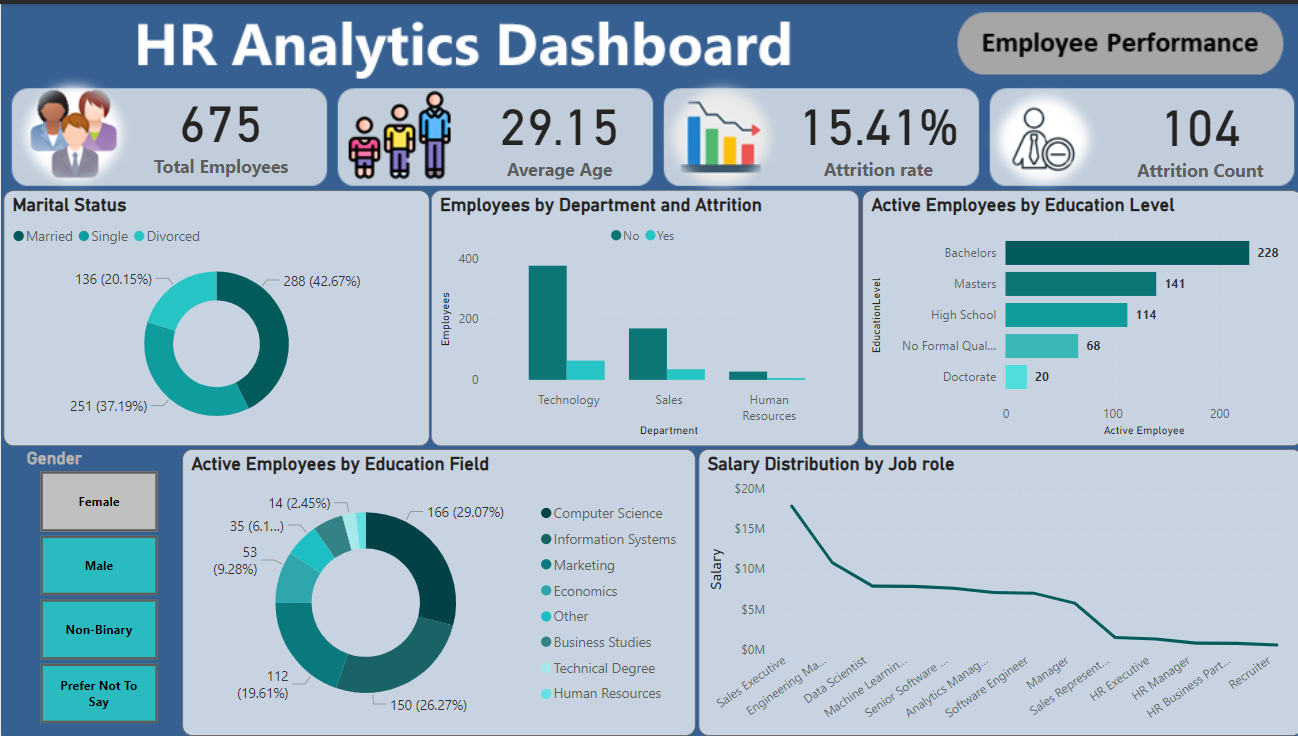 HR Analytics Dashboard
Employee Performance
675
Total Employees
29.15
Average Age
15.41%
Attrition rate
104
Attrition Count
Marital Status
Married Single Divorced
136 (20.15%)
288 (42.67%)
251 (37.19%)
Employees by Department and Attrition
No Yes
400
200
0
Employees
Technology
Sales
Human
Resources
Department
Active Employees by Education Level
EducationLevel
Bachelors 228
Masters 141
High School 114
No Formal Qual... 68
Doctorate 20
0 100 200
Active Employee
Gender
Female
Male
Non-Binary
Prefer Not To
Say
Active Employees by Education Field
14 (2.45%)
166 (29.07%)
35 (6.1...)
53
(9.28%)
112
(19.61%)
150 (26.27%)
Computer Science
Information Systems
Marketing
Economics
Other
Business Studies
Technical Degree
Human Resources
Salary Distribution by Job role
$20M
$15M
$10M
$5M
$0M
Salary
Sales Executive
Engineering Ma...
Data Scientist
Machine Learnin...
Senior Software ...
Analytics Manag...
Software Engineer
Manager
Sales Represent...
HR Executive
HR Manager
HR Business Part...
Recruiter